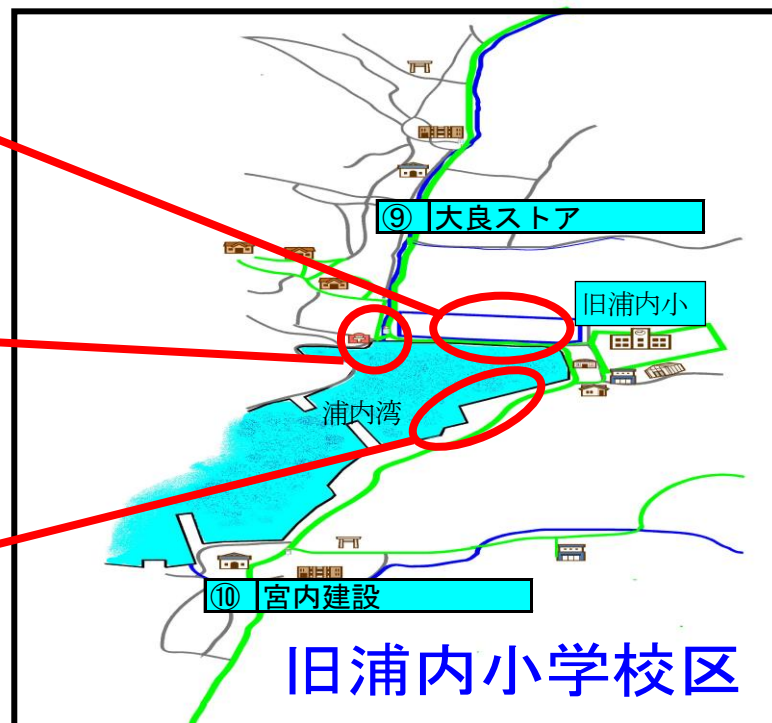 ⑨ 大良ストア
旧浦内小
浦内湾
⑩ 宮内建設
旧浦内小学校区